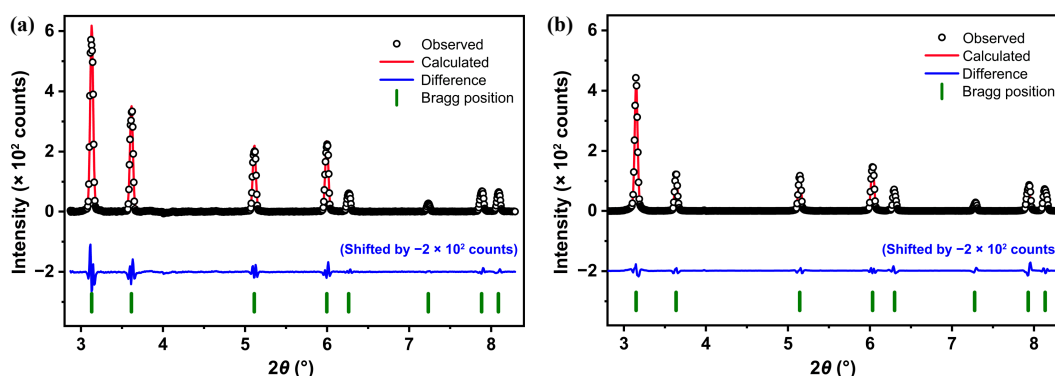 (a)
Intensity (× 10² counts)
6
4
2
0
−2
Observed
Calculated
Difference
Bragg position
(Shifted by −2 × 10² counts)
3 4 5 6 7 8
2θ (°)
(b)
Intensity (× 10² counts)
6
4
2
0
−2
Observed
Calculated
Difference
Bragg position
(Shifted by −2 × 10² counts
3 4 5 6 7 8
2θ (°)